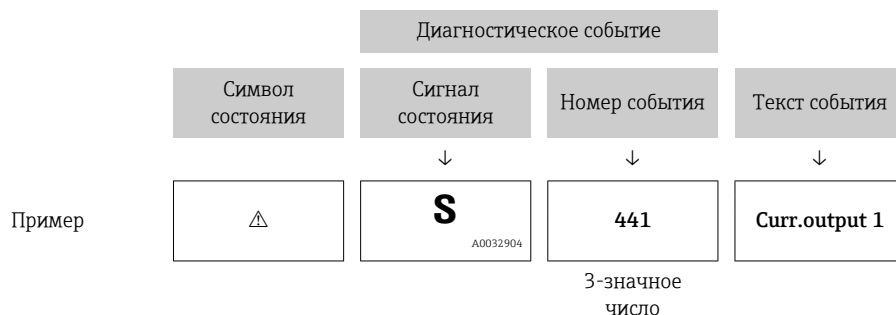 Диагностическое событие
Символ
состояния
Сигнал
состояния
Номер события
Текст события
↓ ↓ ↓
Пример
⚠
S
A0032904
441
Curr.output 1
3-значное
число